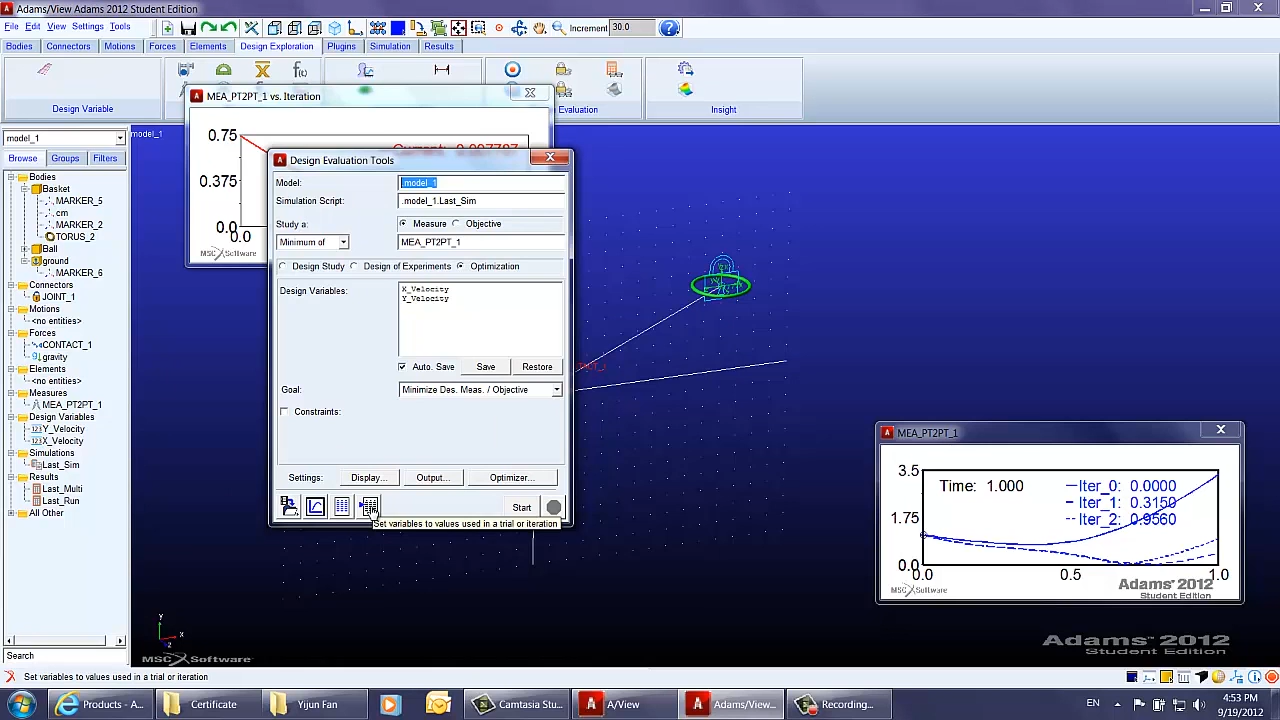 Adams/View Adams 2012 Student Edition
File Edit View Settings Tools
Increment 30.0
Bodies Connectors Motions Forces Elements Design Exploration Plugins Simulation Results
Design Variable
Evaluation
Insight
MEA_PT2PT_1 vs. Iteration
0.75
0.375
0.0
0.0
MSC Software
model_1
model_1
Browse Groups Filters
Bodies
Basket
MARKER_5
cm
MARKER_2
TORUS_2
Ball
ground
MARKER_6
Connectors
JOINT_1
Motions
<no entities>
Forces
CONTACT_1
gravity
Elements
<no entities>
Measures
MEA_PT2PT_1
Design Variables
Y_Velocity
X_Velocity
Simulations
Last_Sim
Results
Last_Multi
Last_Run
All Other
Search
Design Evaluation Tools
Model: .model_1
Simulation Script: .model_1.Last_Sim
Study a: Measure Objective
Minimum of MEA_PT2PT_1
Design Study Design of Experiments Optimization
Design Variables: X_Velocity
Y_Velocity
Auto. Save Save Restore
Goal: Minimize Des. Meas. / Objective
Constraints:
Settings: Display... Output... Optimizer...
Start
Set variables to values used in a trial or iteration
MEA_PT2PT_1
3.5
1.75
0.0
0.0 0.5 1.0
Time: 1.000
Iter_0: 0.0000
Iter_1: 0.3150
Iter_2: 0.9560
MSC Software
Adams 2012
Student Edition
Y
X
Z
MSC Software
Adams 2012
Student Edition
Set variables to values used in a trial or iteration
Products - A...
Certificate
Yijun Fan
Camtasia Stu...
A/View
Adams/View...
Recording...
EN
4:53 PM
9/19/2012